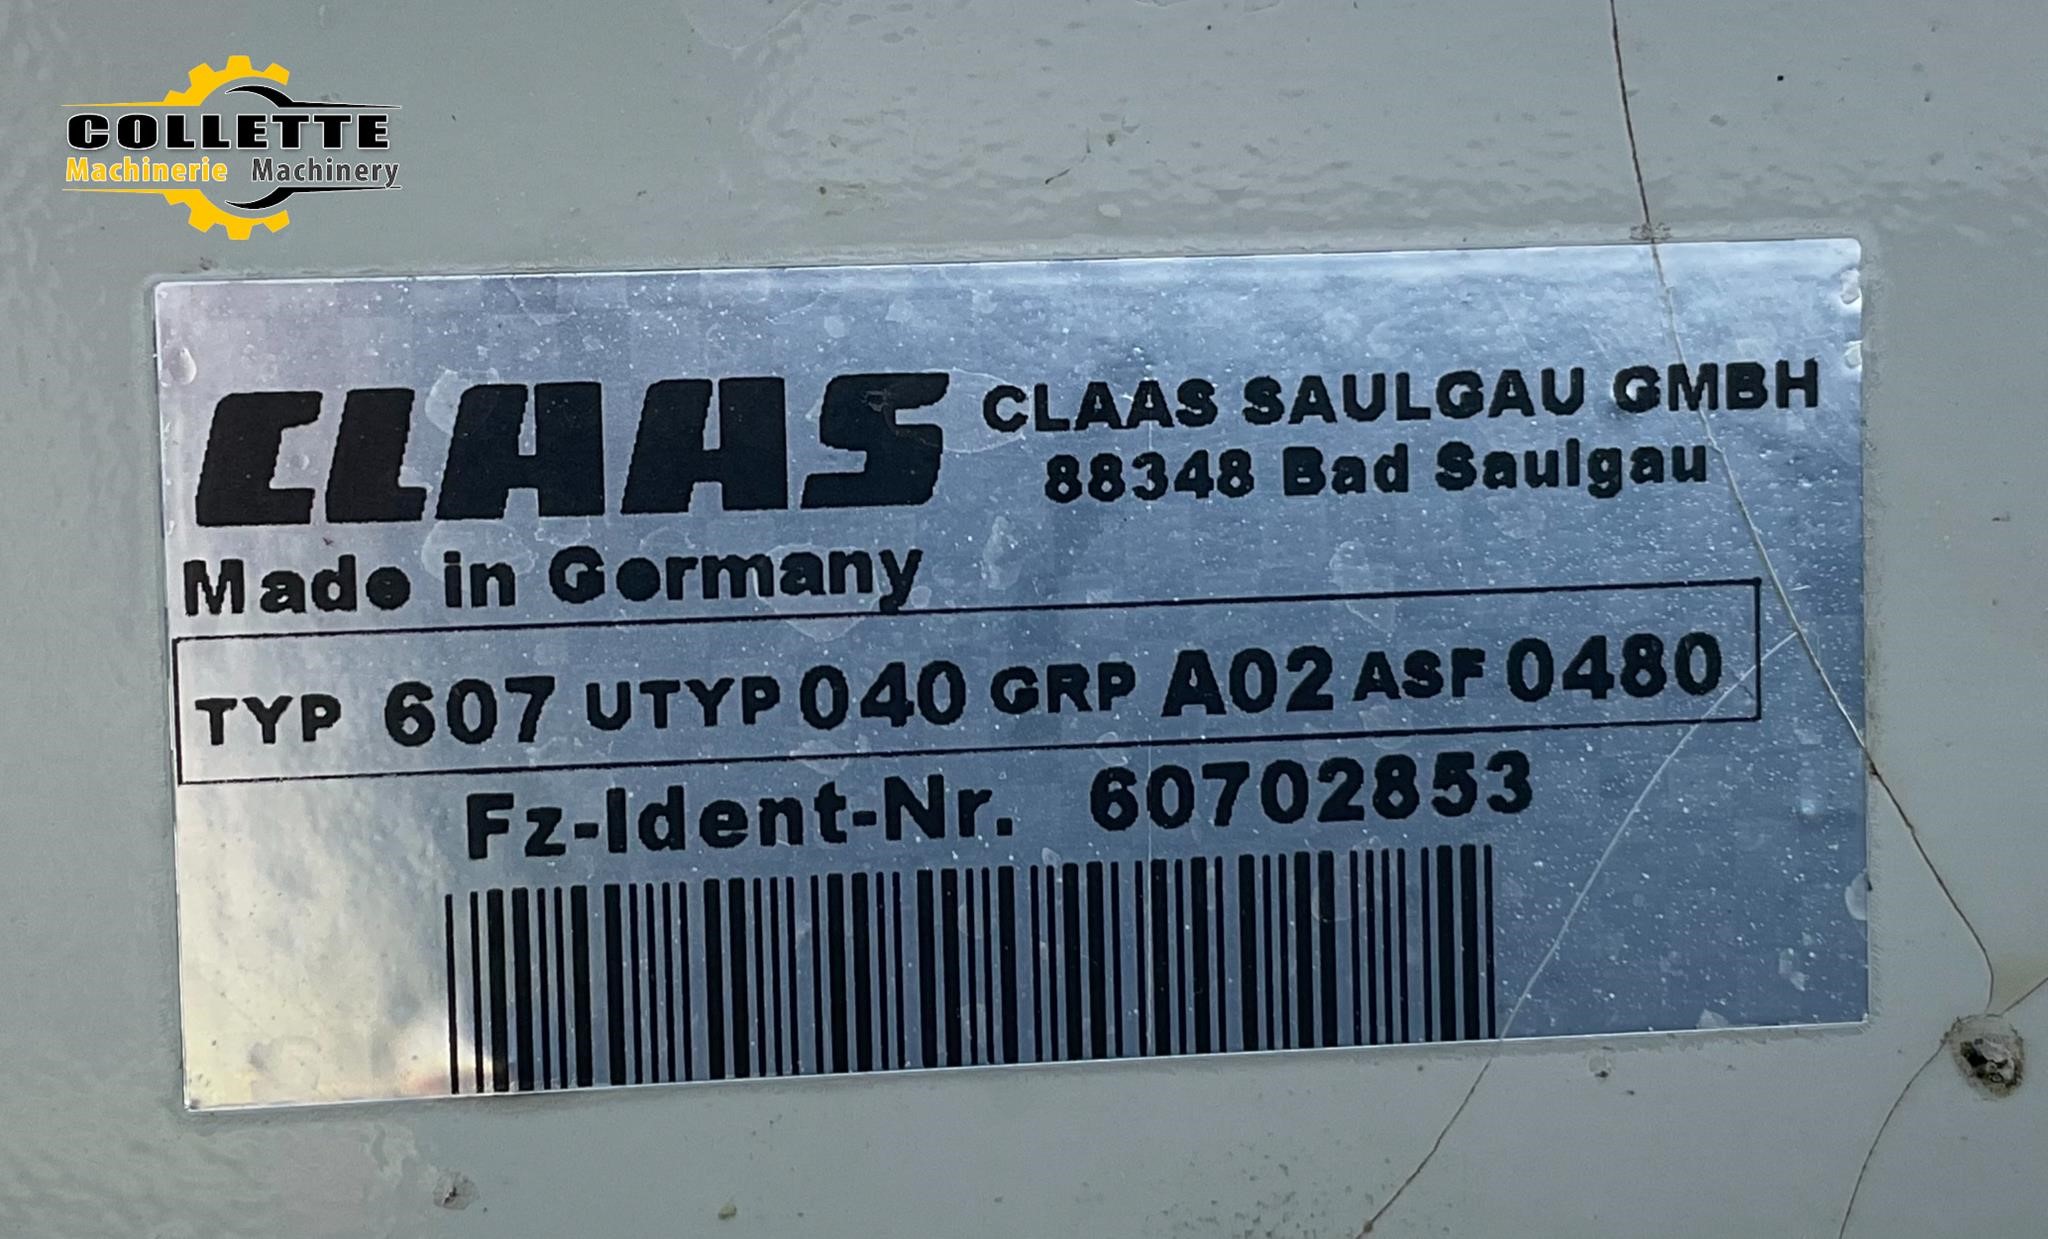 COLLETTE
Machinerie Machinery
CLAAS CLAAS SAULGAU GMBH
88348 Bad Saulgau
Made in Germany
TYP 607 UTYP 040 GRP A02 ASF 0480
Fz-Ident-Nr. 60702853